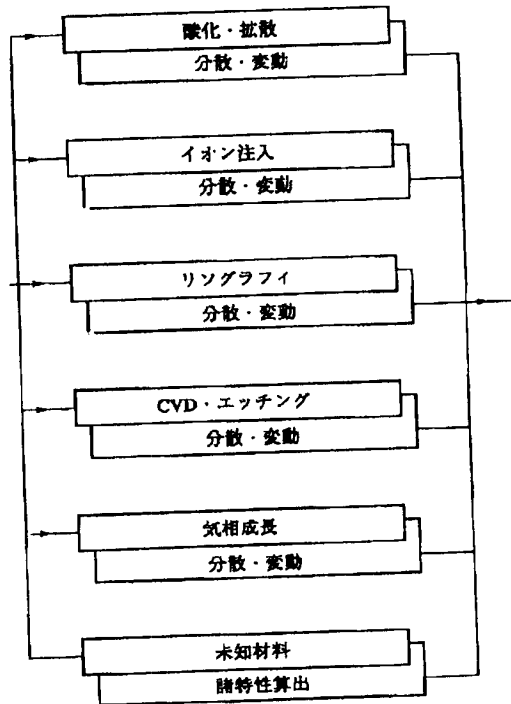 酸化・拡散
分散・変動
イオン注入
分散・変動
リソグラフィ
分散・変動
CVD・エッチング
分散・変動
気相成長
分散・変動
未知材料
諸特性算出